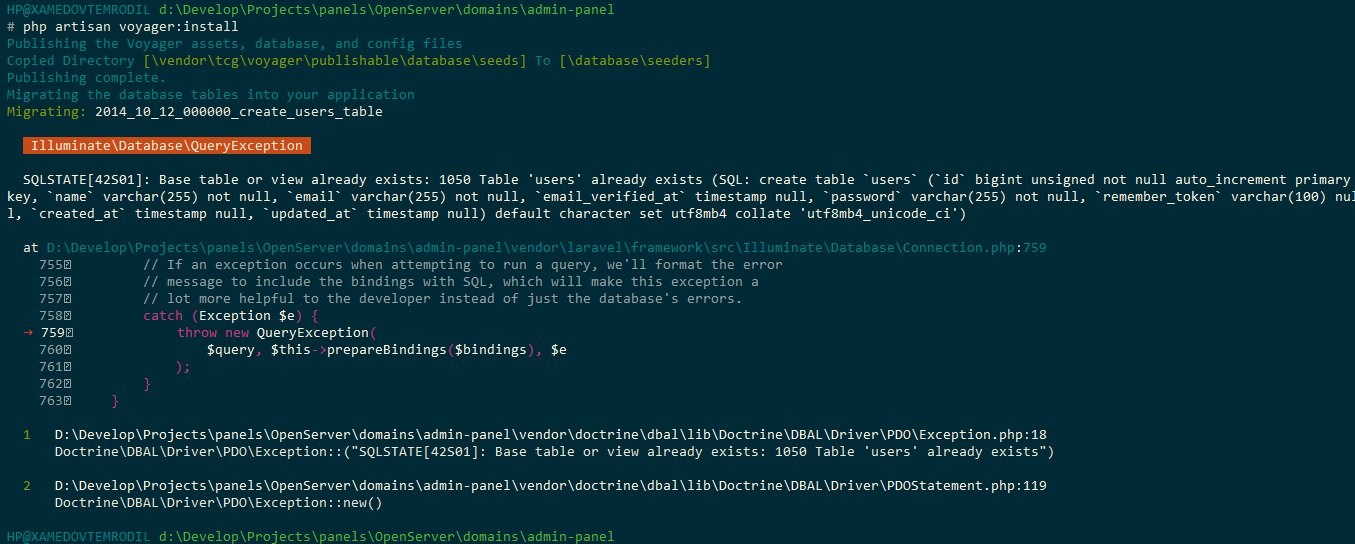 HP@XAMEDOVTEMRODIL d:\Develop\Projects\panels\OpenServer\domains\admin-panel
# php artisan voyager:install
Publishing the Voyager assets, database, and config files
Copied Directory [\vendor\tcg\voyager\publishable\database\seeds] To [\database\seeders]
Publishing complete.
Migrating the database tables into your application
Migrating: 2014_10_12_000000_create_users_table
Illuminate\Database\QueryException
SQLSTATE[42S01]: Base table or view already exists: 1050 Table 'users' already exists (SQL: create table `users` (`id` bigint unsigned not null auto_increment primary
key, `name` varchar(255) not null, `email` varchar(255) not null, `email_verified_at` timestamp null, `password` varchar(255) not null, `remember_token` varchar(100) nul
l, `created_at` timestamp null, `updated_at` timestamp null) default character set utf8mb4 collate 'utf8mb4_unicode_ci')
at D:\Develop\Projects\panels\OpenServer\domains\admin-panel\vendor\laravel\framework\src\Illuminate\Database\Connection.php:759
755 // If an exception occurs when attempting to run a query, we'll format the error
756 // message to include the bindings with SQL, which will make this exception a
757 // lot more helpful to the developer instead of just the database's errors.
758 catch (Exception $e) {
→ 759 throw new QueryException(
760 $query, $this->prepareBindings($bindings), $e
761 );
762 }
763 }
1 D:\Develop\Projects\panels\OpenServer\domains\admin-panel\vendor\doctrine\dbal\lib\Doctrine\DBAL\Driver\PDO\Exception.php:18
Doctrine\DBAL\Driver\PDO\Exception::("SQLSTATE[42S01]: Base table or view already exists: 1050 Table 'users' already exists")
2 D:\Develop\Projects\panels\OpenServer\domains\admin-panel\vendor\doctrine\dbal\lib\Doctrine\DBAL\Driver\PDOStatement.php:119
Doctrine\DBAL\Driver\PDO\Exception::new()
HP@XAMEDOVTEMRODIL d:\Develop\Projects\panels\OpenServer\domains\admin-panel